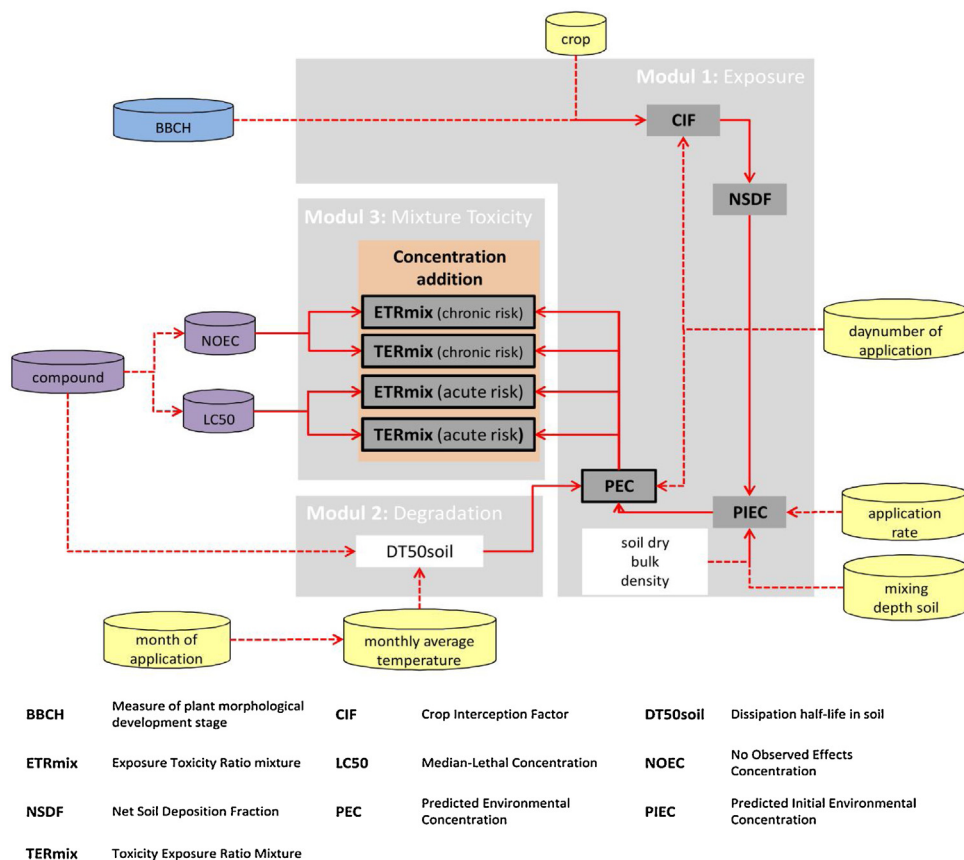 crop
Modul 1: Exposure
BBCH
CIF
NSDF
Modul 3: Mixture Toxicity
Concentration
addition
ETRmix (chronic risk)
NOEC
TERmix (chronic risk)
daynumber of
application
compound
ETRmix (acute risk)
LC50
TERmix (acute risk)
PEC
Modul 2: Degradation
PIEC
application
rate
DT50soil
soil dry
bulk
density
mixing
depth soil
month of
application
monthly average
temperature
BBCH Measure of plant morphological
development stage
CIF Crop Interception Factor
DT50soil Dissipation half-life in soil
ETRmix Exposure Toxicity Ratio mixture
LC50 Median-Lethal Concentration
NOEC No Observed Effects
Concentration
NSDF Net Soil Deposition Fraction
PEC Predicted Environmental
Concentration
PIEC Predicted Initial Environmental
Concentration
TERmix Toxicity Exposure Ratio Mixture